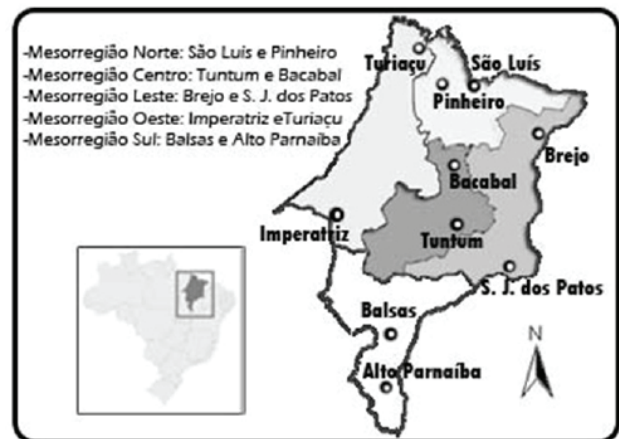 -Mesorregião Norte: São Luís e Pinheiro
-Mesorregião Centro: Tuntum e Bacabal
-Mesorregião Leste: Brejo e S. J. dos Patos
-Mesorregião Oeste: Imperatriz eTuriaçu
-Mesorregião Sul: Balsas e Alto Parnaíba
Turiaçu
São Luís
Pinheiro
Brejo
Bacabal
Imperatriz
Tuntum
S. J. dos Patos
Balsas
N
Alto Parnaíba